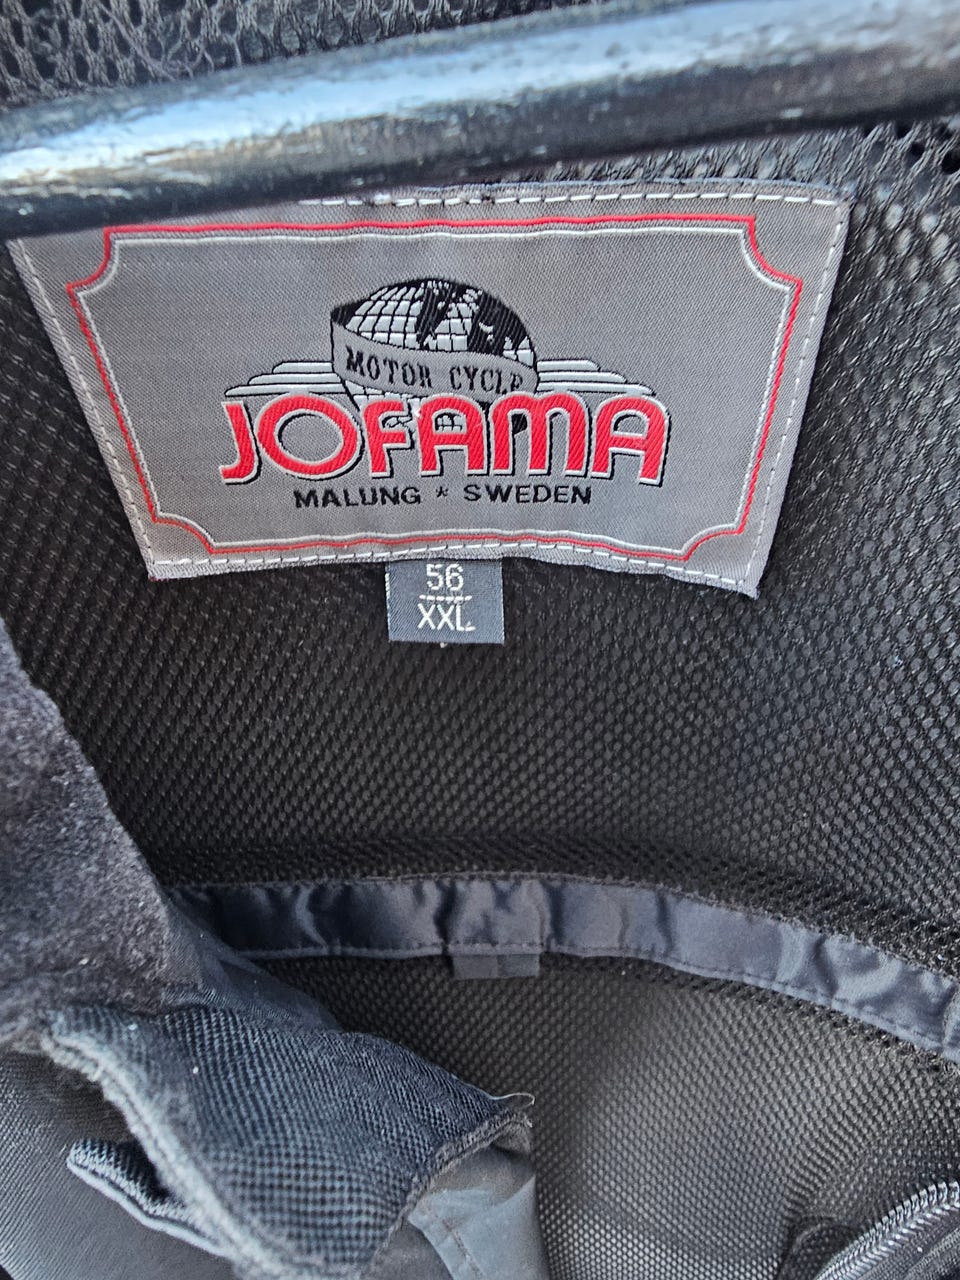 MOTOR CYCLE
JOFAMA
MALUNG * SWEDEN
56
XXL